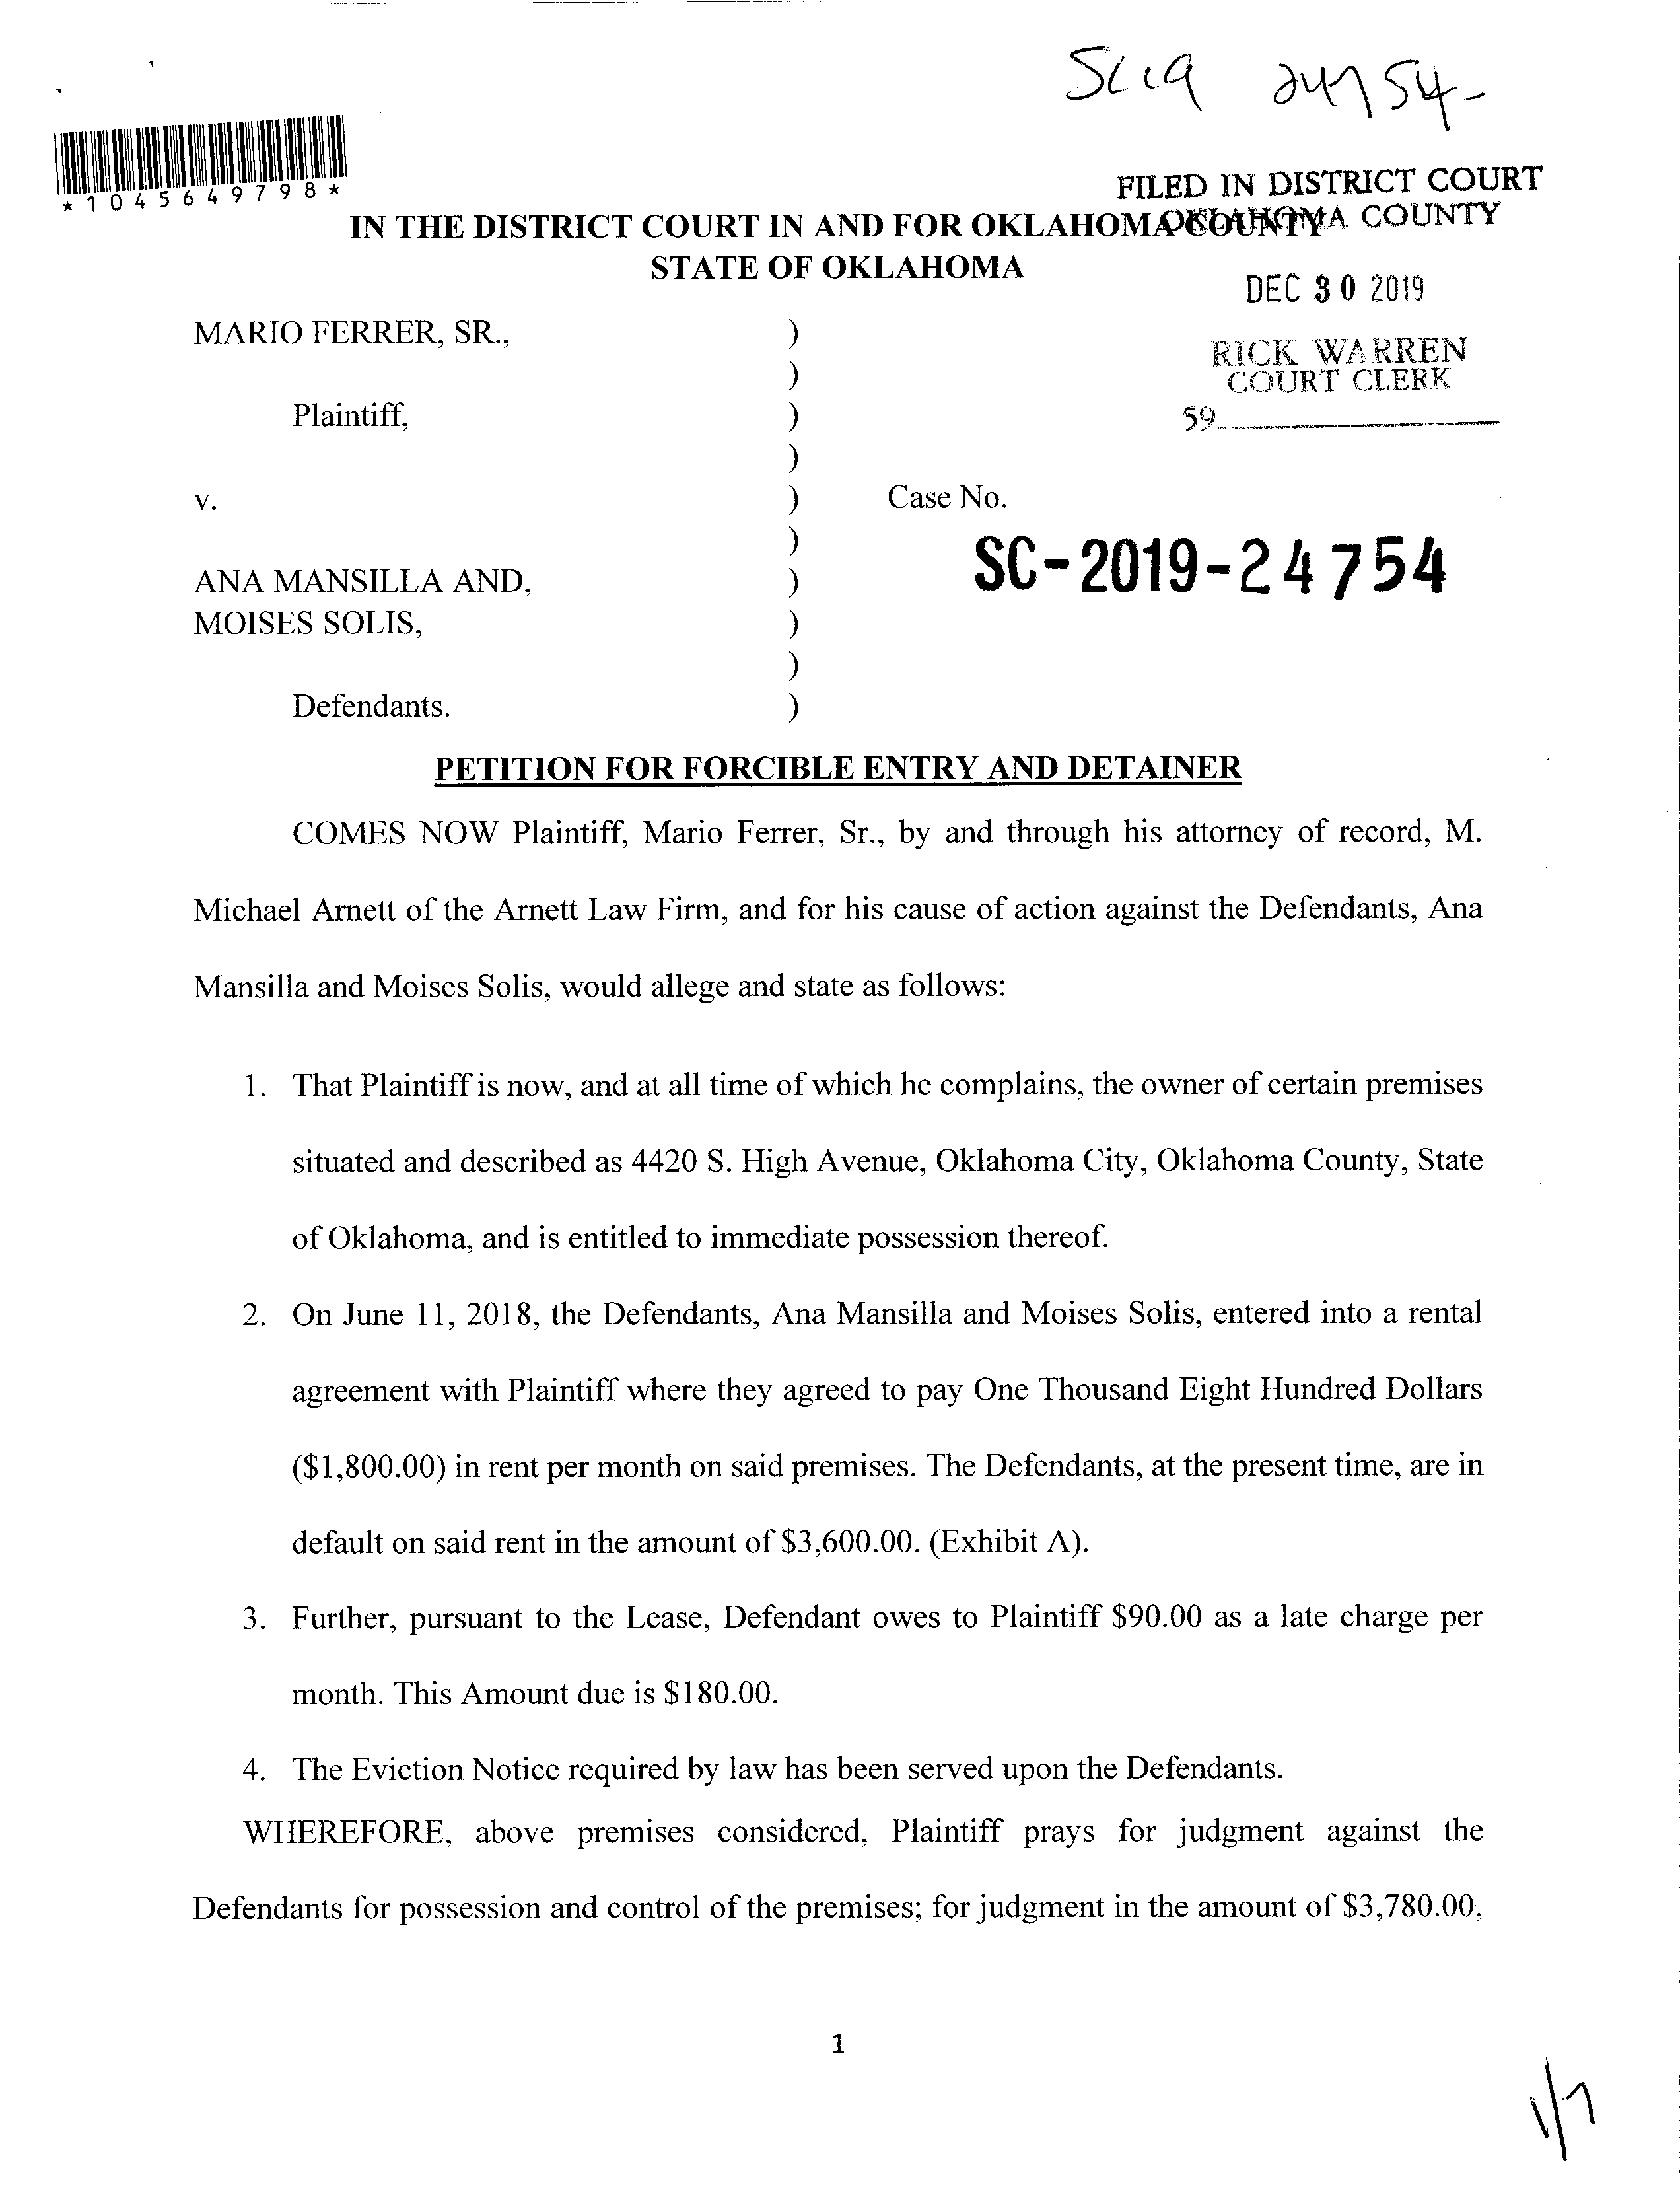 SC19 24754-
*1045649798*
FILED IN DISTRICT COURT
OKLAHOMA COUNTY
IN THE DISTRICT COURT IN AND FOR OKLAHOMA COUNTY
STATE OF OKLAHOMA
DEC 30 2019
MARIO FERRER, SR., )
RICK WARREN
COURT CLERK
)
Plaintiff, )
59
)
v. ) Case No.
)
SC-2019-24754
ANA MANSILLA AND, )
MOISES SOLIS, )
)
Defendants. )
PETITION FOR FORCIBLE ENTRY AND DETAINER
COMES NOW Plaintiff, Mario Ferrer, Sr., by and through his attorney of record, M.
Michael Arnett of the Arnett Law Firm, and for his cause of action against the Defendants, Ana
Mansilla and Moises Solis, would allege and state as follows:
1. That Plaintiff is now, and at all time of which he complains, the owner of certain premises
situated and described as 4420 S. High Avenue, Oklahoma City, Oklahoma County, State
of Oklahoma, and is entitled to immediate possession thereof.
2. On June 11, 2018, the Defendants, Ana Mansilla and Moises Solis, entered into a rental
agreement with Plaintiff where they agreed to pay One Thousand Eight Hundred Dollars
($1,800.00) in rent per month on said premises. The Defendants, at the present time, are in
default on said rent in the amount of $3,600.00. (Exhibit A).
3. Further, pursuant to the Lease, Defendant owes to Plaintiff $90.00 as a late charge per
month. This Amount due is $180.00.
4. The Eviction Notice required by law has been served upon the Defendants.
WHEREFORE, above premises considered, Plaintiff prays for judgment against the
Defendants for possession and control of the premises; for judgment in the amount of $3,780.00,
1
1/7